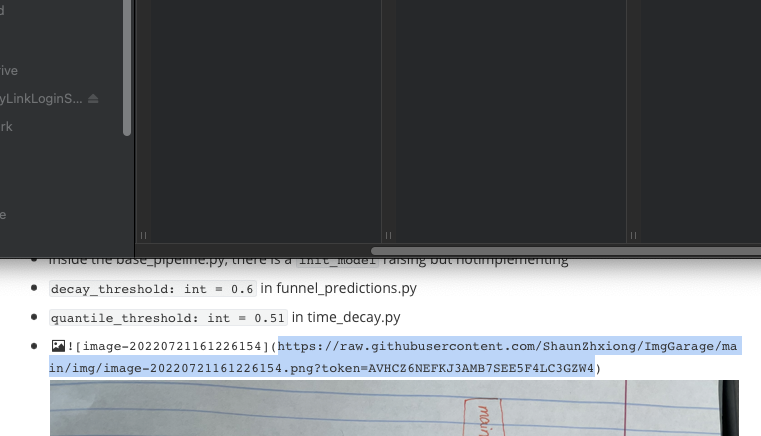 d
ive
yLinkLoginS...
rk
e
Inside the base_pipeline.py, there is a init_model raising but notimplementing
decay_threshold: int = 0.6 in funnel_predictions.py
quantile_threshold: int = 0.51 in time_decay.py
![image-20220721161226154](https://raw.githubusercontent.com/ShaunZhxiong/ImgGarage/ma
in/img/image-20220721161226154.png?token=AVHCZ6NEFKJ3AMB7SEE5F4LC3GZW4)
main